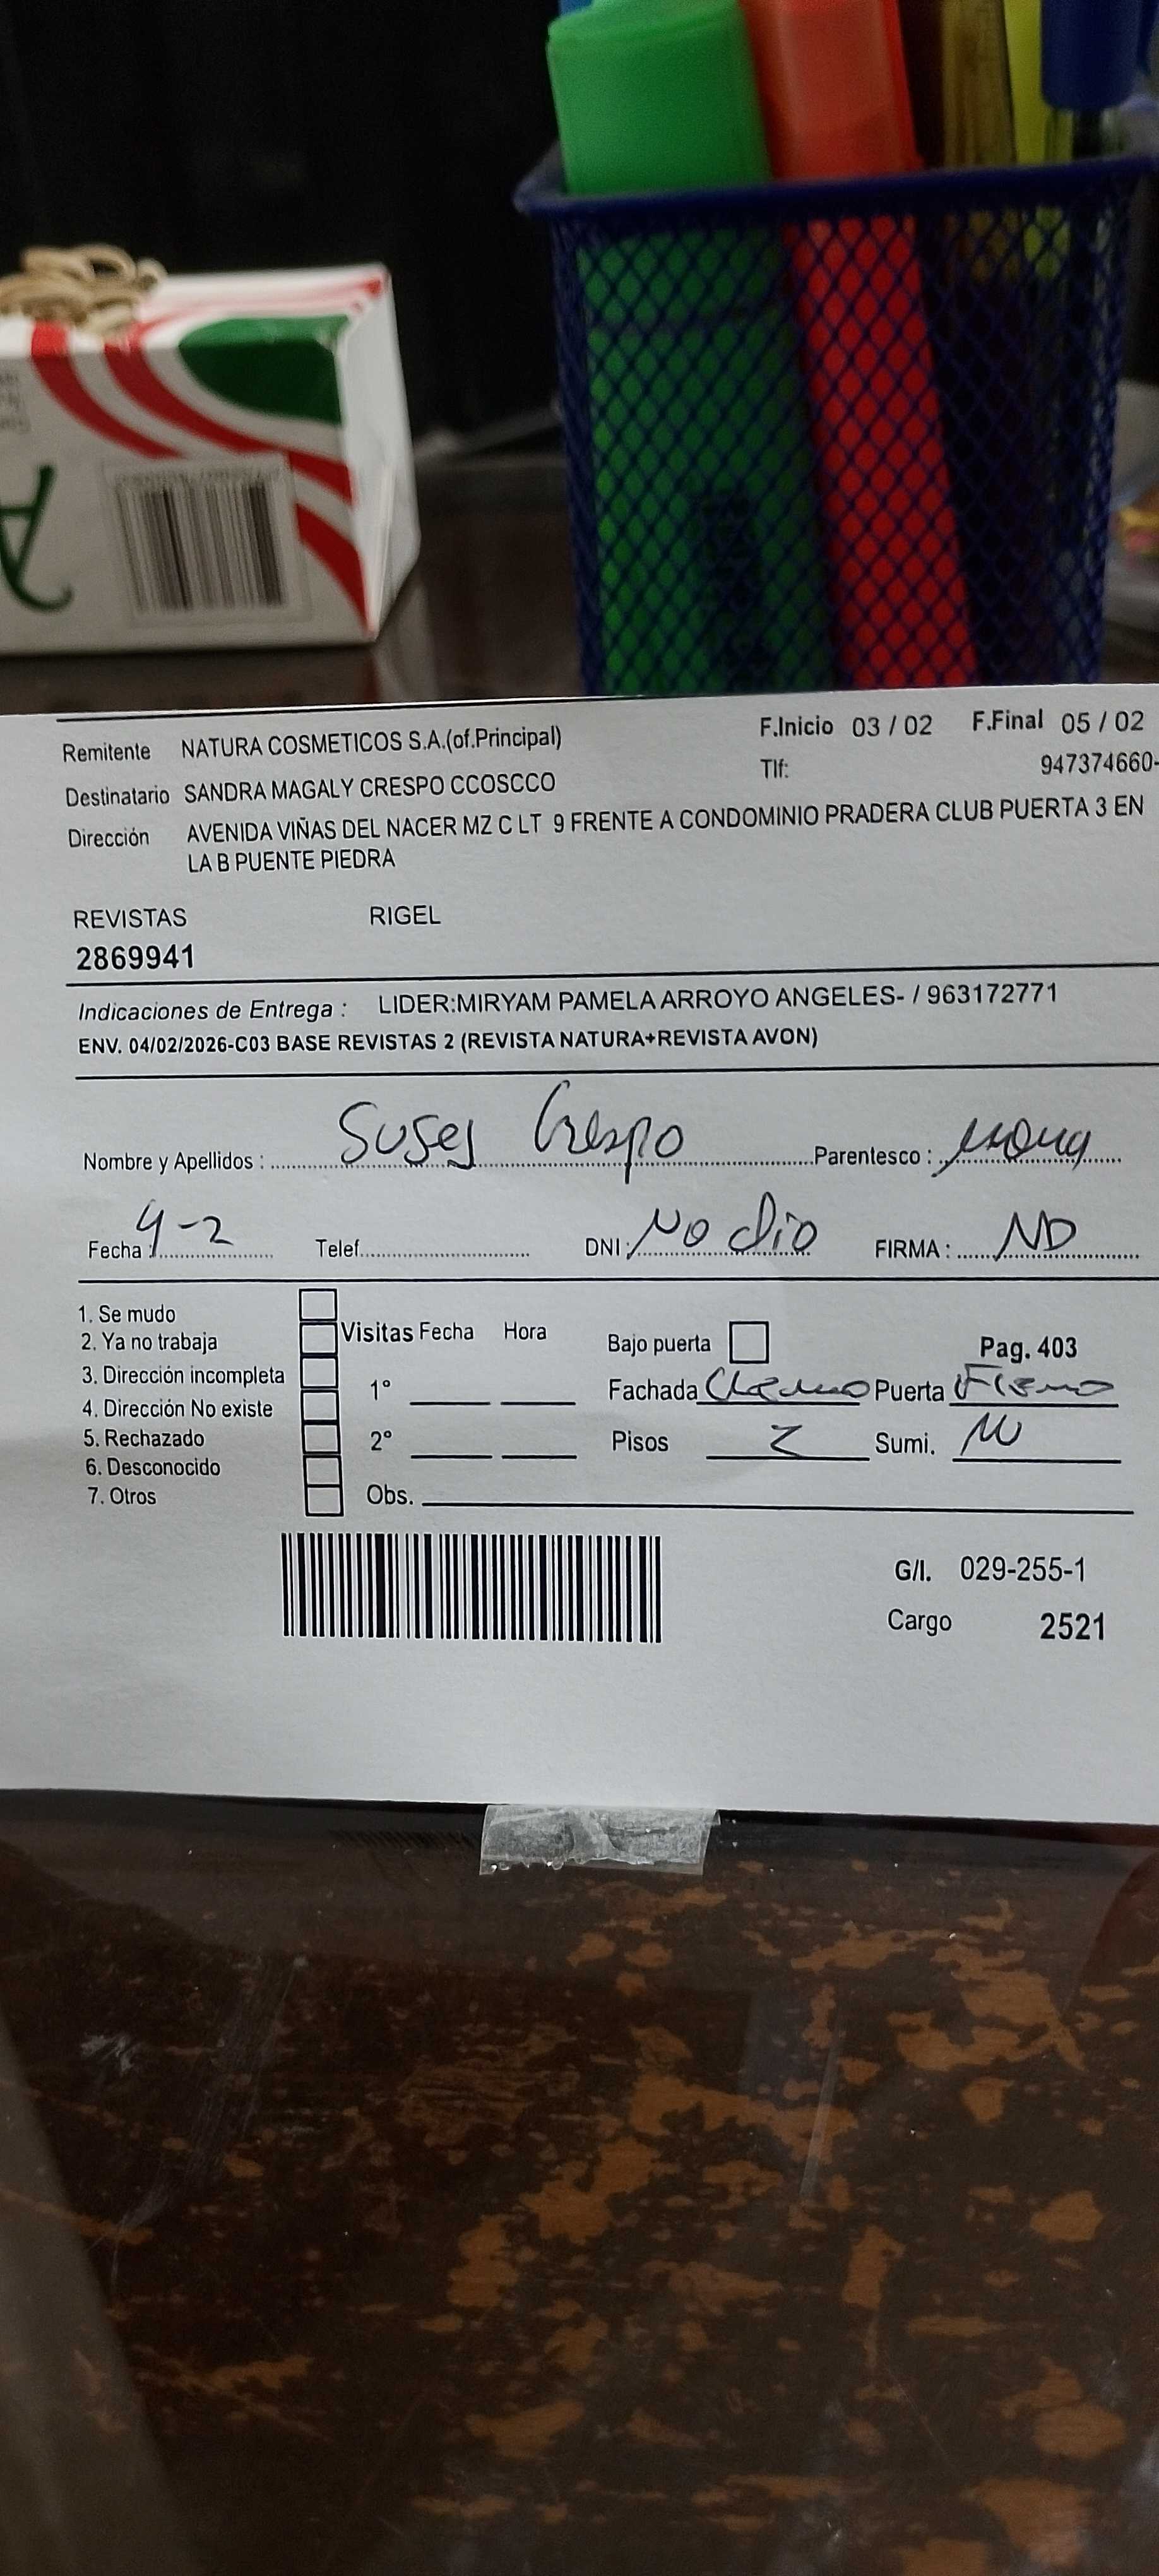 Remitente NATURA COSMETICOS S.A.(of.Principal) F.Inicio 03 / 02 F.Final 05 / 02
Destinatario SANDRA MAGALY CRESPO CCOSCCO Tlf: 947374660-
Dirección AVENIDA VIÑAS DEL NACER MZ C LT 9 FRENTE A CONDOMINIO PRADERA CLUB PUERTA 3 EN
LA B PUENTE PIEDRA
REVISTAS RIGEL
2869941
Indicaciones de Entrega : LIDER:MIRYAM PAMELA ARROYO ANGELES- / 963172771
ENV. 04/02/2026-C03 BASE REVISTAS 2 (REVISTA NATURA+REVISTA AVON)
Nombre y Apellidos : Suses Crespo Parentesco :
Fecha : 4-2 Telef. DNI : No dio FIRMA : ND
1. Se mudo
2. Ya no trabaja Visitas Fecha Hora Bajo puerta Pag. 403
3. Dirección incompleta 1° Fachada Puerta
4. Dirección No existe
5. Rechazado 2° Pisos 2 Sumi.
6. Desconocido
7. Otros Obs.
G/I. 029-255-1
Cargo 2521